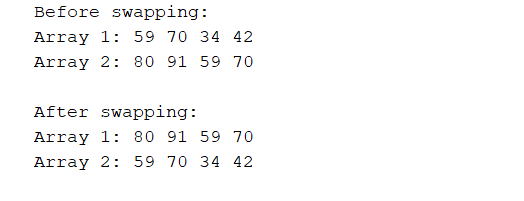 Before swapping:
Array 1: 59 70 34 42
Array 2: 80 91 59 70
After swapping:
Array 1: 80 91 59 70
Array 2: 59 70 34 42